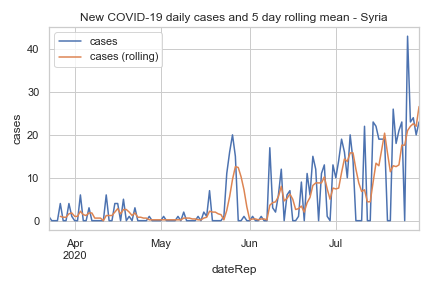 New COVID-19 daily cases and 5 day rolling mean - Syria
cases
cases (rolling)
40
30
20
10
0
cases
Apr
2020
May
Jun
Jul
dateRep